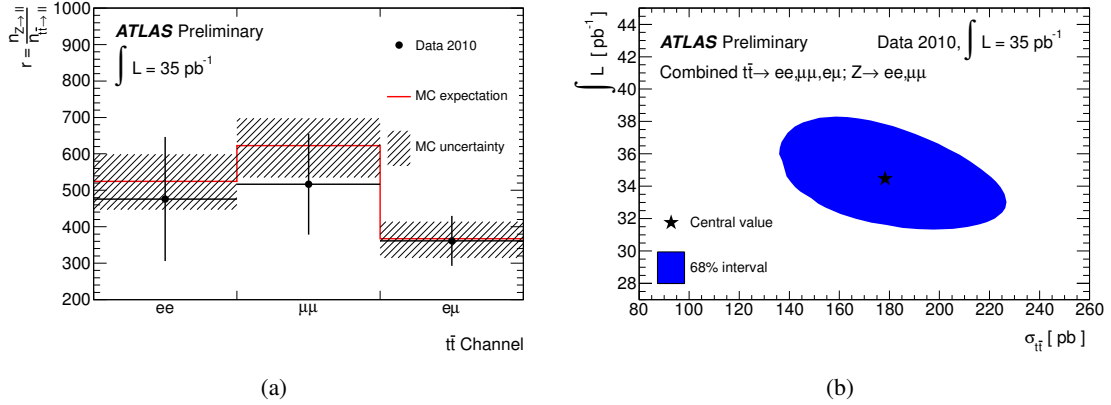 r = n_{Z→ll} / n_{tt̄→ll}
1000
900
800
700
600
500
400
300
200
ATLAS Preliminary
∫ L = 35 pb⁻¹
Data 2010
MC expectation
MC uncertainty
ee μμ eμ
tt̄ Channel
(a)
∫ L [ pb⁻¹ ]
44
42
40
38
36
34
32
30
28
ATLAS Preliminary Data 2010, ∫ L = 35 pb⁻¹
Combined tt̄→ ee,μμ,eμ; Z→ ee,μμ
Central value
68% interval
80 100 120 140 160 180 200 220 240 260
σ_{tt̄} [ pb ]
(b)